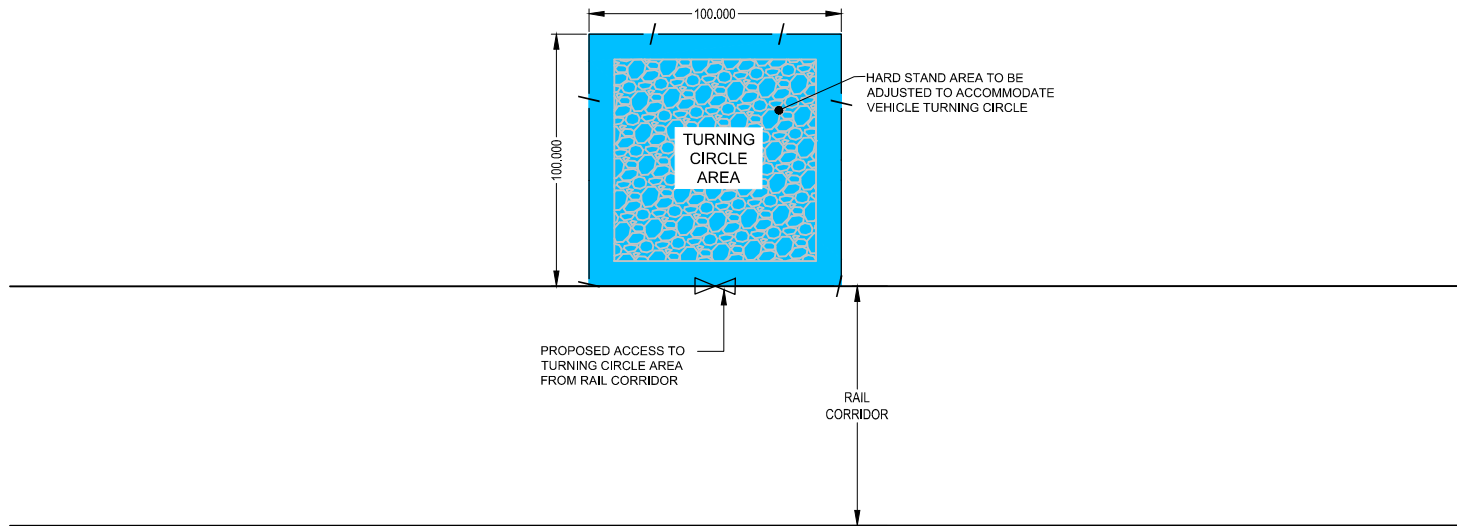 100.000
HARD STAND AREA TO BE
ADJUSTED TO ACCOMMODATE
VEHICLE TURNING CIRCLE
100.000
TURNING
CIRCLE
AREA
PROPOSED ACCESS TO
TURNING CIRCLE AREA
FROM RAIL CORRIDOR
RAIL
CORRIDOR